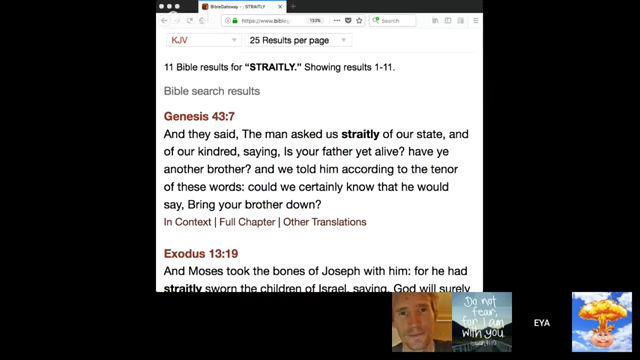 BibleGateway - : STRAITLY
https://www.bible
133%
Search
KJV
25 Results per page
11 Bible results for “STRAITLY.” Showing results 1-11.
Bible search results
Genesis 43:7
And they said, The man asked us straitly of our state, and
of our kindred, saying, Is your father yet alive? have ye
another brother? and we told him according to the tenor
of these words: could we certainly know that he would
say, Bring your brother down?
In Context | Full Chapter | Other Translations
Exodus 13:19
And Moses took the bones of Joseph with him: for he had
straitly sworn the children of Israel, saying, God will surely
Do not
fear,
for I am
with you
EYA